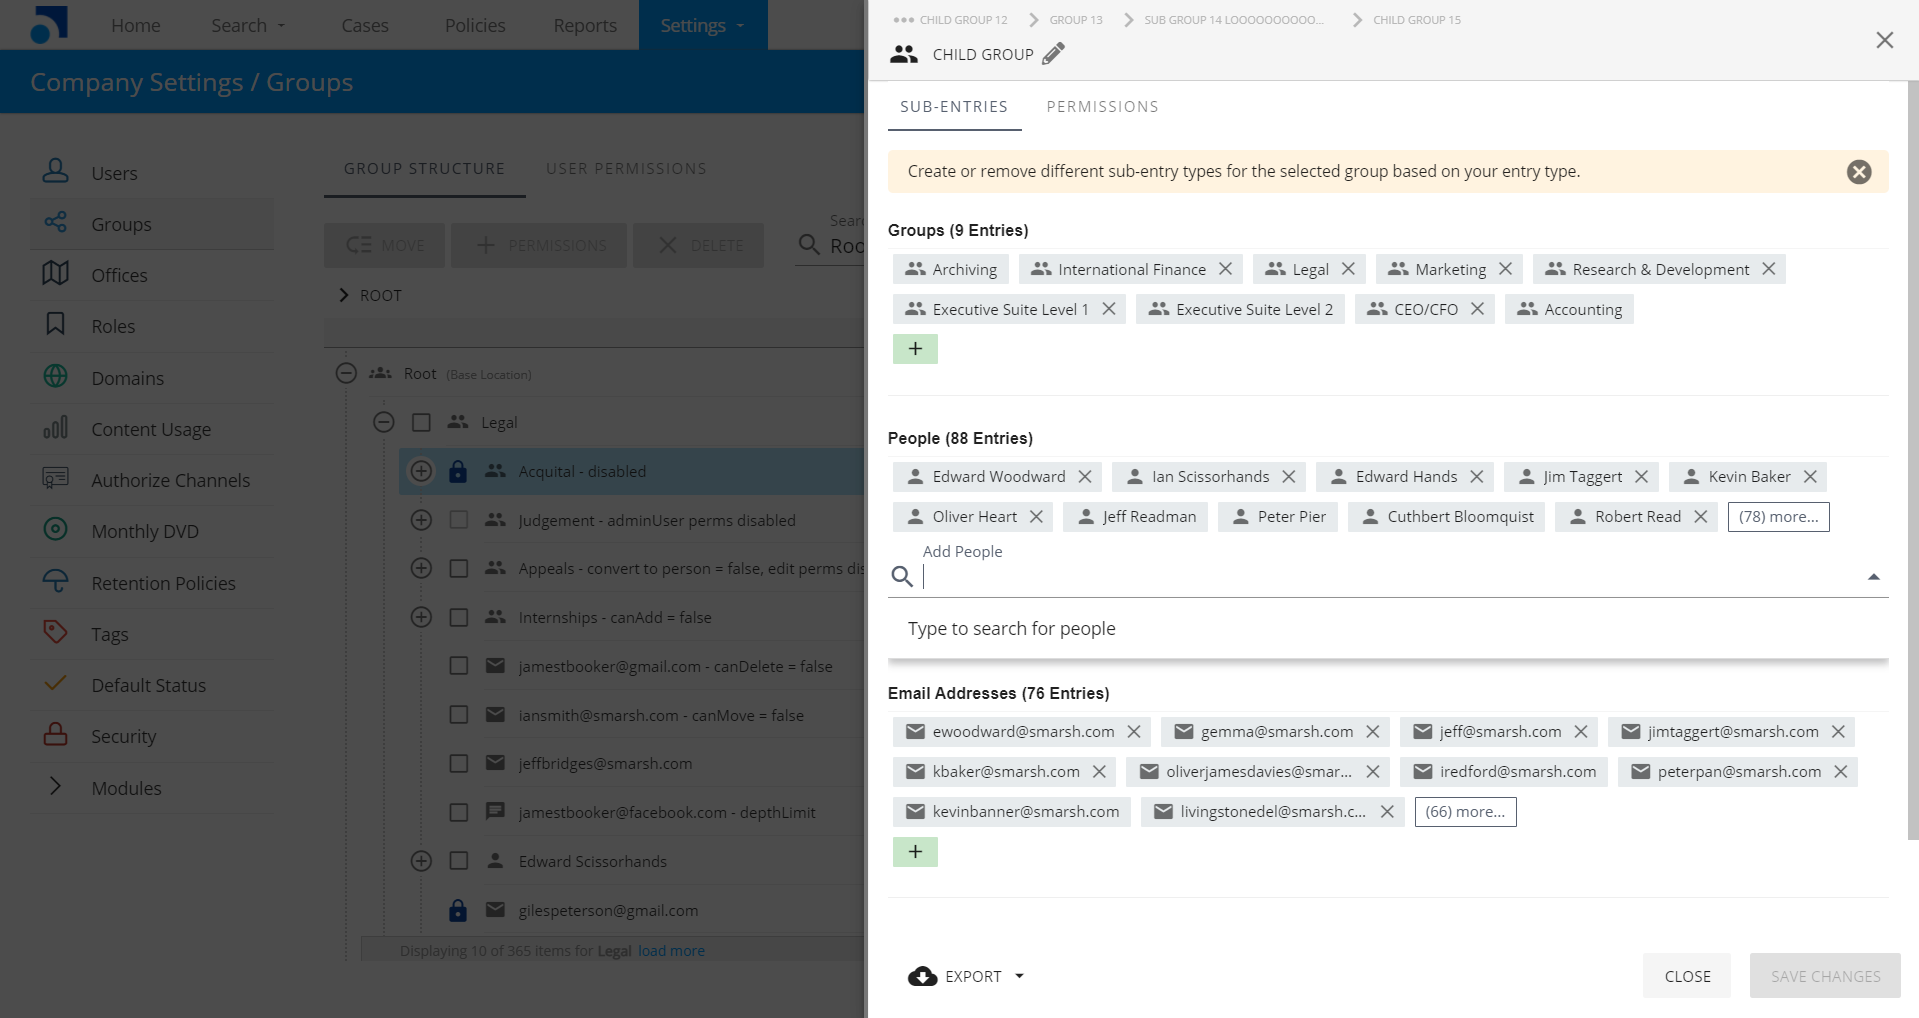 Home Search Cases Policies Reports Settings
Company Settings / Groups
Users
Groups
Offices
Roles
Domains
Content Usage
Authorize Channels
Monthly DVD
Retention Policies
Tags
Default Status
Security
Modules
GROUP STRUCTURE USER PERMISSIONS
MOVE PERMISSIONS DELETE
Sear
Roo
ROOT
Root (Base Location)
Legal
Acquital - disabled
Judgement - adminUser perms disabled
Appeals - convert to person = false, edit perms dis
Internships - canAdd = false
jamestbooker@gmail.com - canDelete = false
iansmith@smarsh.com - canMove = false
jeffbridges@smarsh.com
jamestbooker@facebook.com - depthLimit
Edward Scissorhands
gilespeterson@gmail.com
Displaying 10 of 365 items for Legal load more
CHILD GROUP 12 GROUP 13 SUB GROUP 14 LOOOOOOOOOO... CHILD GROUP 15
CHILD GROUP
SUB-ENTRIES PERMISSIONS
Create or remove different sub-entry types for the selected group based on your entry type.
Groups (9 Entries)
Archiving International Finance Legal Marketing Research & Development
Executive Suite Level 1 Executive Suite Level 2 CEO/CFO Accounting
+
People (88 Entries)
Edward Woodward Ian Scissorhands Edward Hands Jim Taggert Kevin Baker
Oliver Heart Jeff Readman Peter Pier Cuthbert Bloomquist Robert Read (78) more...
Add People
Type to search for people
Email Addresses (76 Entries)
ewoodward@smarsh.com gemma@smarsh.com jeff@smarsh.com jimtaggert@smarsh.com
kbaker@smarsh.com oliverjamesdavies@smar... iredford@smarsh.com peterpan@smarsh.com
kevinbanner@smarsh.com livingstonedel@smarsh.c... (66) more...
+
EXPORT CLOSE SAVE CHANGES